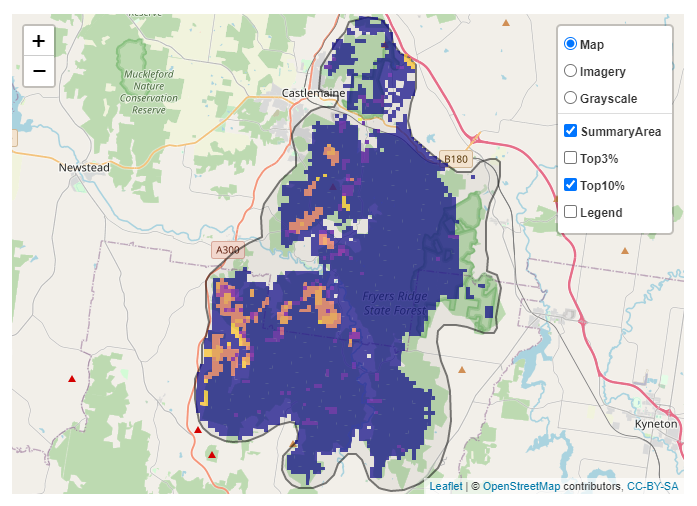 +
−
Muckleford
Nature
Conservation
Reserve
Castlemaine
Newstead
B180
A300
Fryers Ridge
State Forest
Kyneton
Map
Imagery
Grayscale
SummaryArea
Top3%
Top10%
Legend
Leaflet | © OpenStreetMap contributors, CC-BY-SA